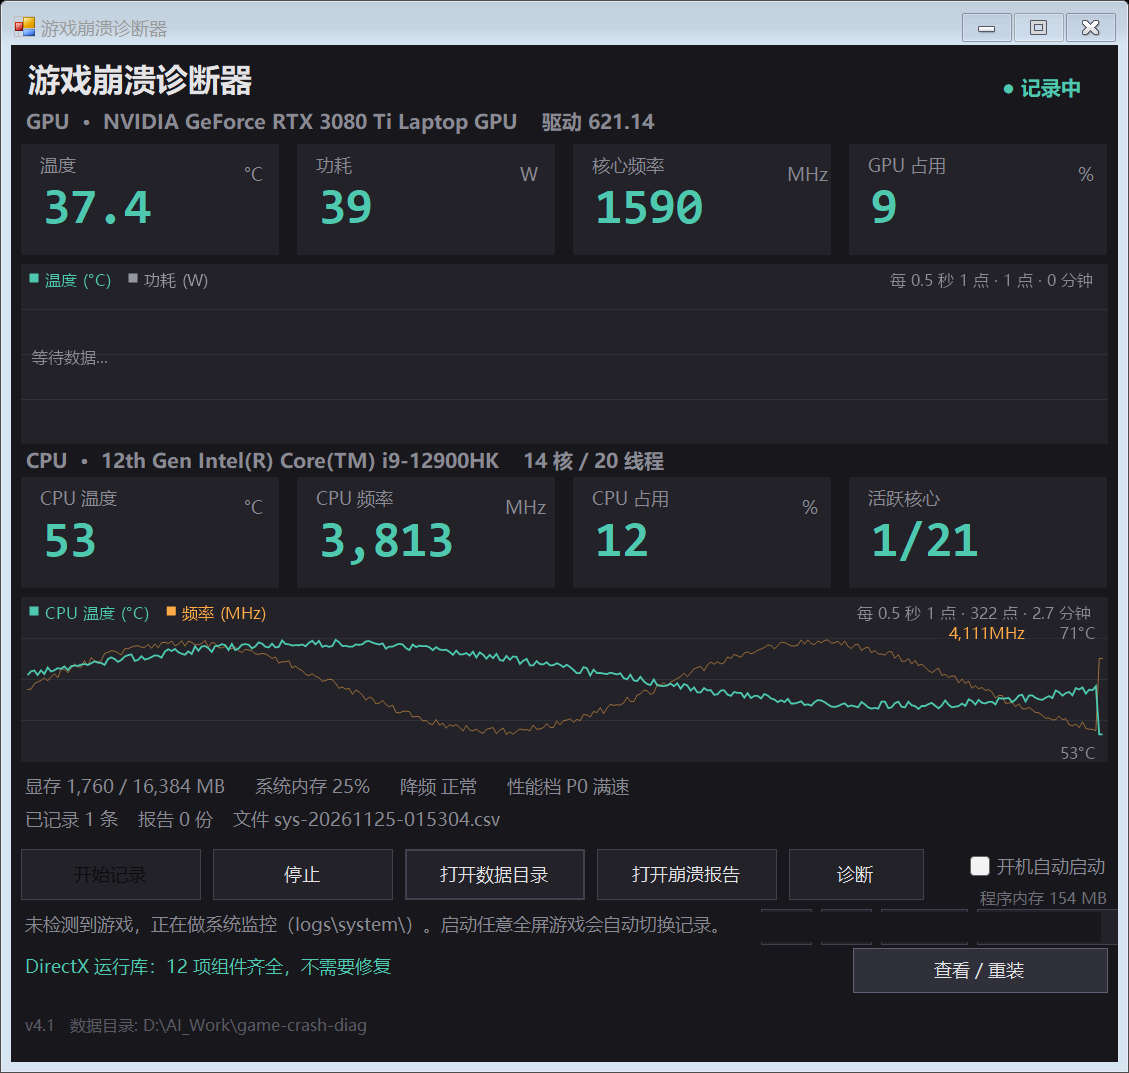 游戏崩溃诊断器
游戏崩溃诊断器
● 记录中
GPU • NVIDIA GeForce RTX 3080 Ti Laptop GPU 驱动 621.14
温度 °C
37.4
功耗 W
39
核心频率 MHz
1590
GPU 占用 %
9
温度 (°C) 功耗 (W) 每 0.5 秒 1 点 · 1 点 · 0 分钟
等待数据...
CPU • 12th Gen Intel(R) Core(TM) i9-12900HK 14 核 / 20 线程
CPU 温度 °C
53
CPU 频率 MHz
3,813
CPU 占用 %
12
活跃核心
1/21
CPU 温度 (°C) 频率 (MHz) 每 0.5 秒 1 点 · 322 点 · 2.7 分钟
4,111MHz 71°C
53°C
显存 1,760 / 16,384 MB 系统内存 25% 降频 正常 性能档 P0 满速
已记录 1 条 报告 0 份 文件 sys-20261125-015304.csv
开始记录 停止 打开数据目录 打开崩溃报告 诊断 开机自动启动
程序内存 154 MB
未检测到游戏，正在做系统监控（logs\system\）。启动任意全屏游戏会自动切换记录。
DirectX 运行库：12 项组件齐全，不需要修复
查看 / 重装
v4.1 数据目录: D:\AI_Work\game-crash-diag